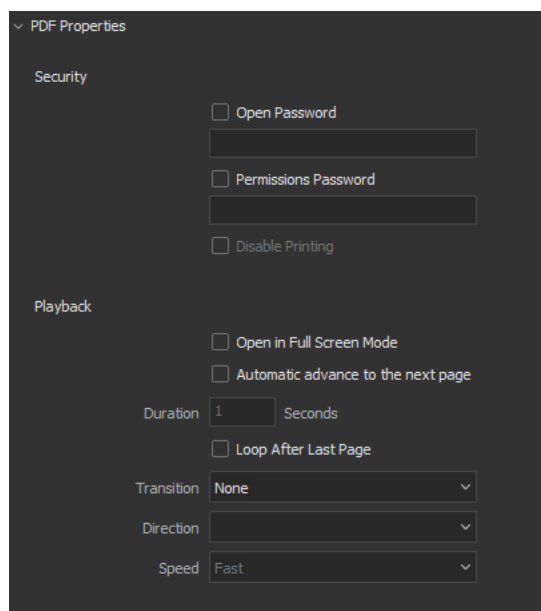 PDF Properties
Security
Open Password
Permissions Password
Disable Printing
Playback
Open in Full Screen Mode
Automatic advance to the next page
Duration 1 Seconds
Loop After Last Page
Transition None
Direction
Speed Fast